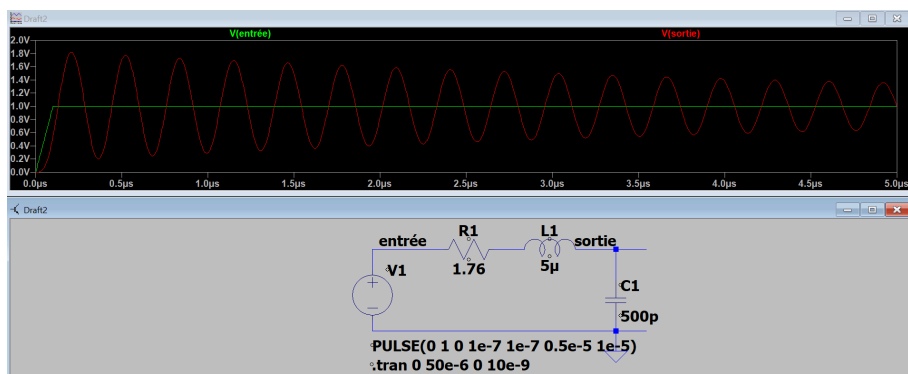 Draft2
V(entrée) V(sortie)
2.0V
1.8V
1.6V
1.4V
1.2V
1.0V
0.8V
0.6V
0.4V
0.2V
0.0V
0.0µs 0.5µs 1.0µs 1.5µs 2.0µs 2.5µs 3.0µs 3.5µs 4.0µs 4.5µs 5.0µs
Draft2
entrée R1 L1 sortie
1.76 5µ
V1
C1
500p
PULSE(0 1 0 1e-7 1e-7 0.5e-5 1e-5)
.tran 0 50e-6 0 10e-9